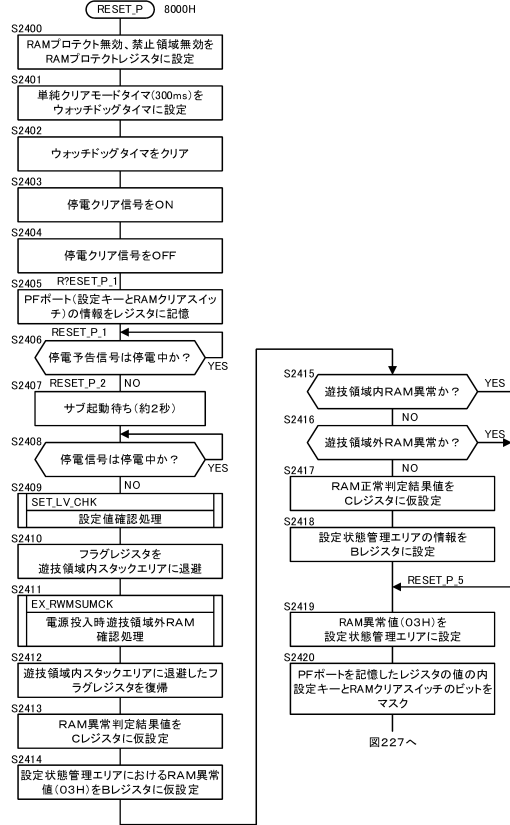 RESET_P 8000H
S2400
RAMプロテクト無効、禁止領域無効を
RAMプロテクトレジスタに設定
S2401
単純クリアモードタイマ(300ms)を
ウォッチドッグタイマに設定
S2402
ウォッチドッグタイマをクリア
S2403
停電クリア信号をON
S2404
停電クリア信号をOFF
S2405 R?ESET_P_1
PFポート(設定キーとRAMクリアスイッ
チ)の情報をレジスタに記憶
RESET_P_1
S2406
停電予告信号は停電中か?
YES
NO
S2407 RESET_P_2
サブ起動待ち(約2秒)
S2408
停電信号は停電中か?
YES
NO
S2409
SET_LV_CHK
設定値確認処理
S2410
フラグレジスタを
遊技領域内スタックエリアに退避
S2411
EX_RWMSUMCK
電源投入時遊技領域外RAM
確認処理
S2412
遊技領域内スタックエリアに退避したフ
ラグレジスタを復帰
S2413
RAM異常判定結果値を
Cレジスタに仮設定
S2414
設定状態管理エリアにおけるRAM異常
値(03H)をBレジスタに仮設定
S2415
遊技領域内RAM異常か?
YES
NO
S2416
遊技領域外RAM異常か?
YES
NO
S2417
RAM正常判定結果値を
Cレジスタに仮設定
S2418
設定状態管理エリアの情報を
Bレジスタに設定
RESET_P_5
S2419
RAM異常値(03H)を
設定状態管理エリアに設定
S2420
PFポートを記憶したレジスタの値の内
設定キーとRAMクリアスイッチのビットを
マスク
図227へ